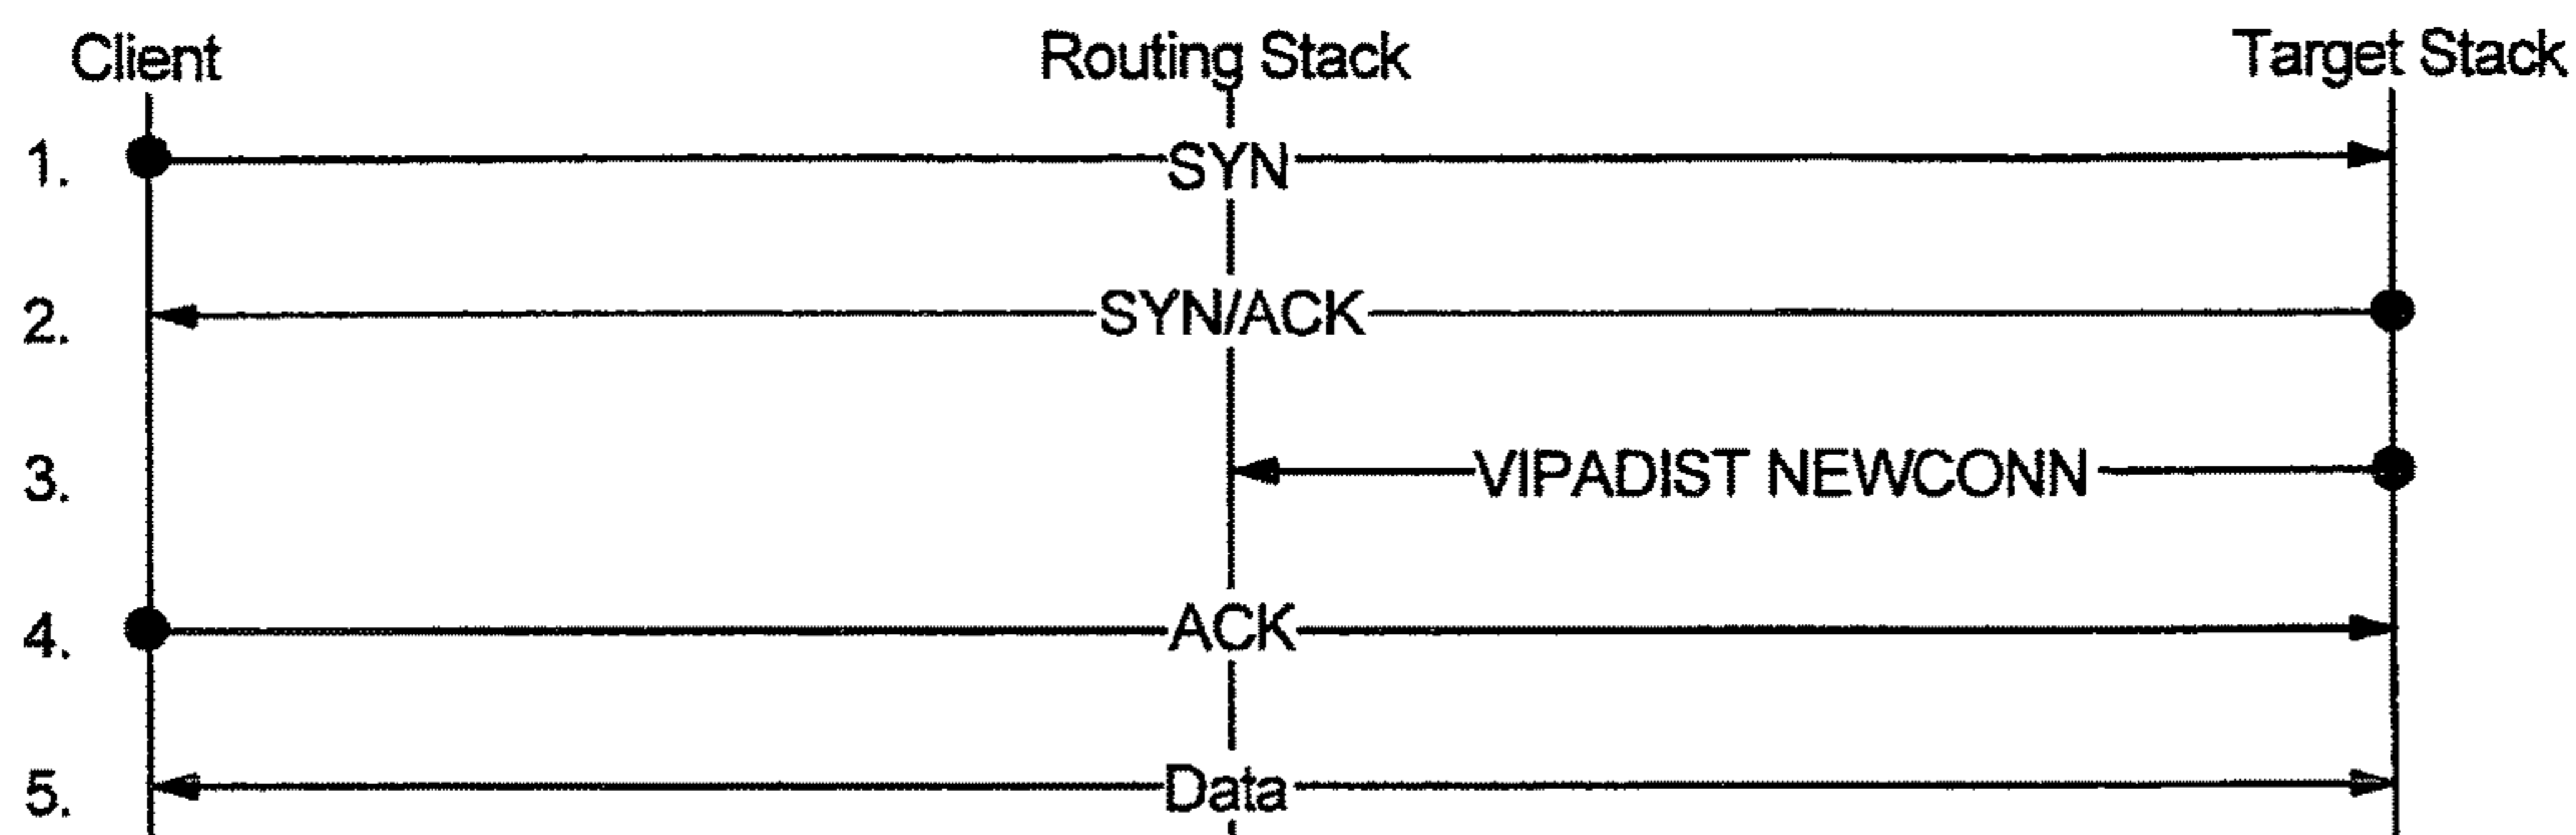 Client Routing Stack Target Stack
1. SYN
2. SYN/ACK
3. VIPADIST NEWCONN
4. ACK
5. Data